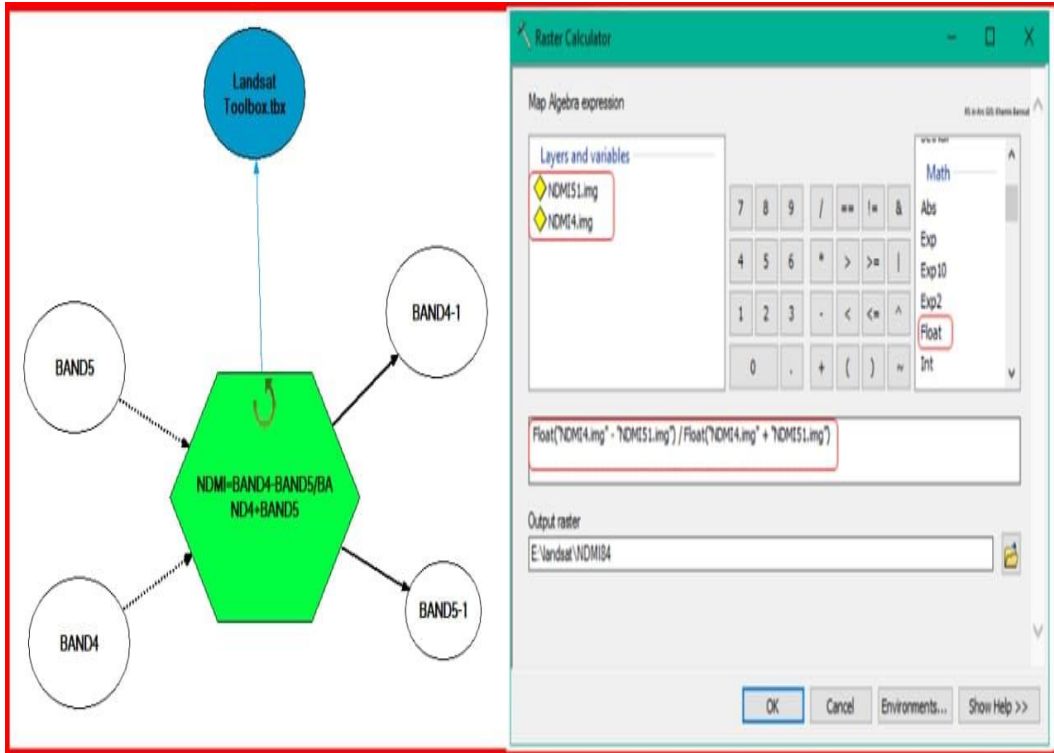 Landsat
Toolbox.tbx
BAND5
BAND4-1
NDMI=BAND4-BAND5/BA
ND4+BAND5
BAND4
BAND5-1
Raster Calculator
Map Algebra expression
Layers and variables
NDMI51.img
NDMI4.img
7 8 9 / == != &
4 5 6 * > >= |
1 2 3 - < <= ^
0 . + ( ) ~
Math
Abs
Exp
Exp10
Exp2
Float
Int
Float("NDMI4.img" - "NDMI51.img") / Float("NDMI4.img" + "NDMI51.img")
Output raster
E:\landsat\NDMI84
OK Cancel Environments... Show Help >>